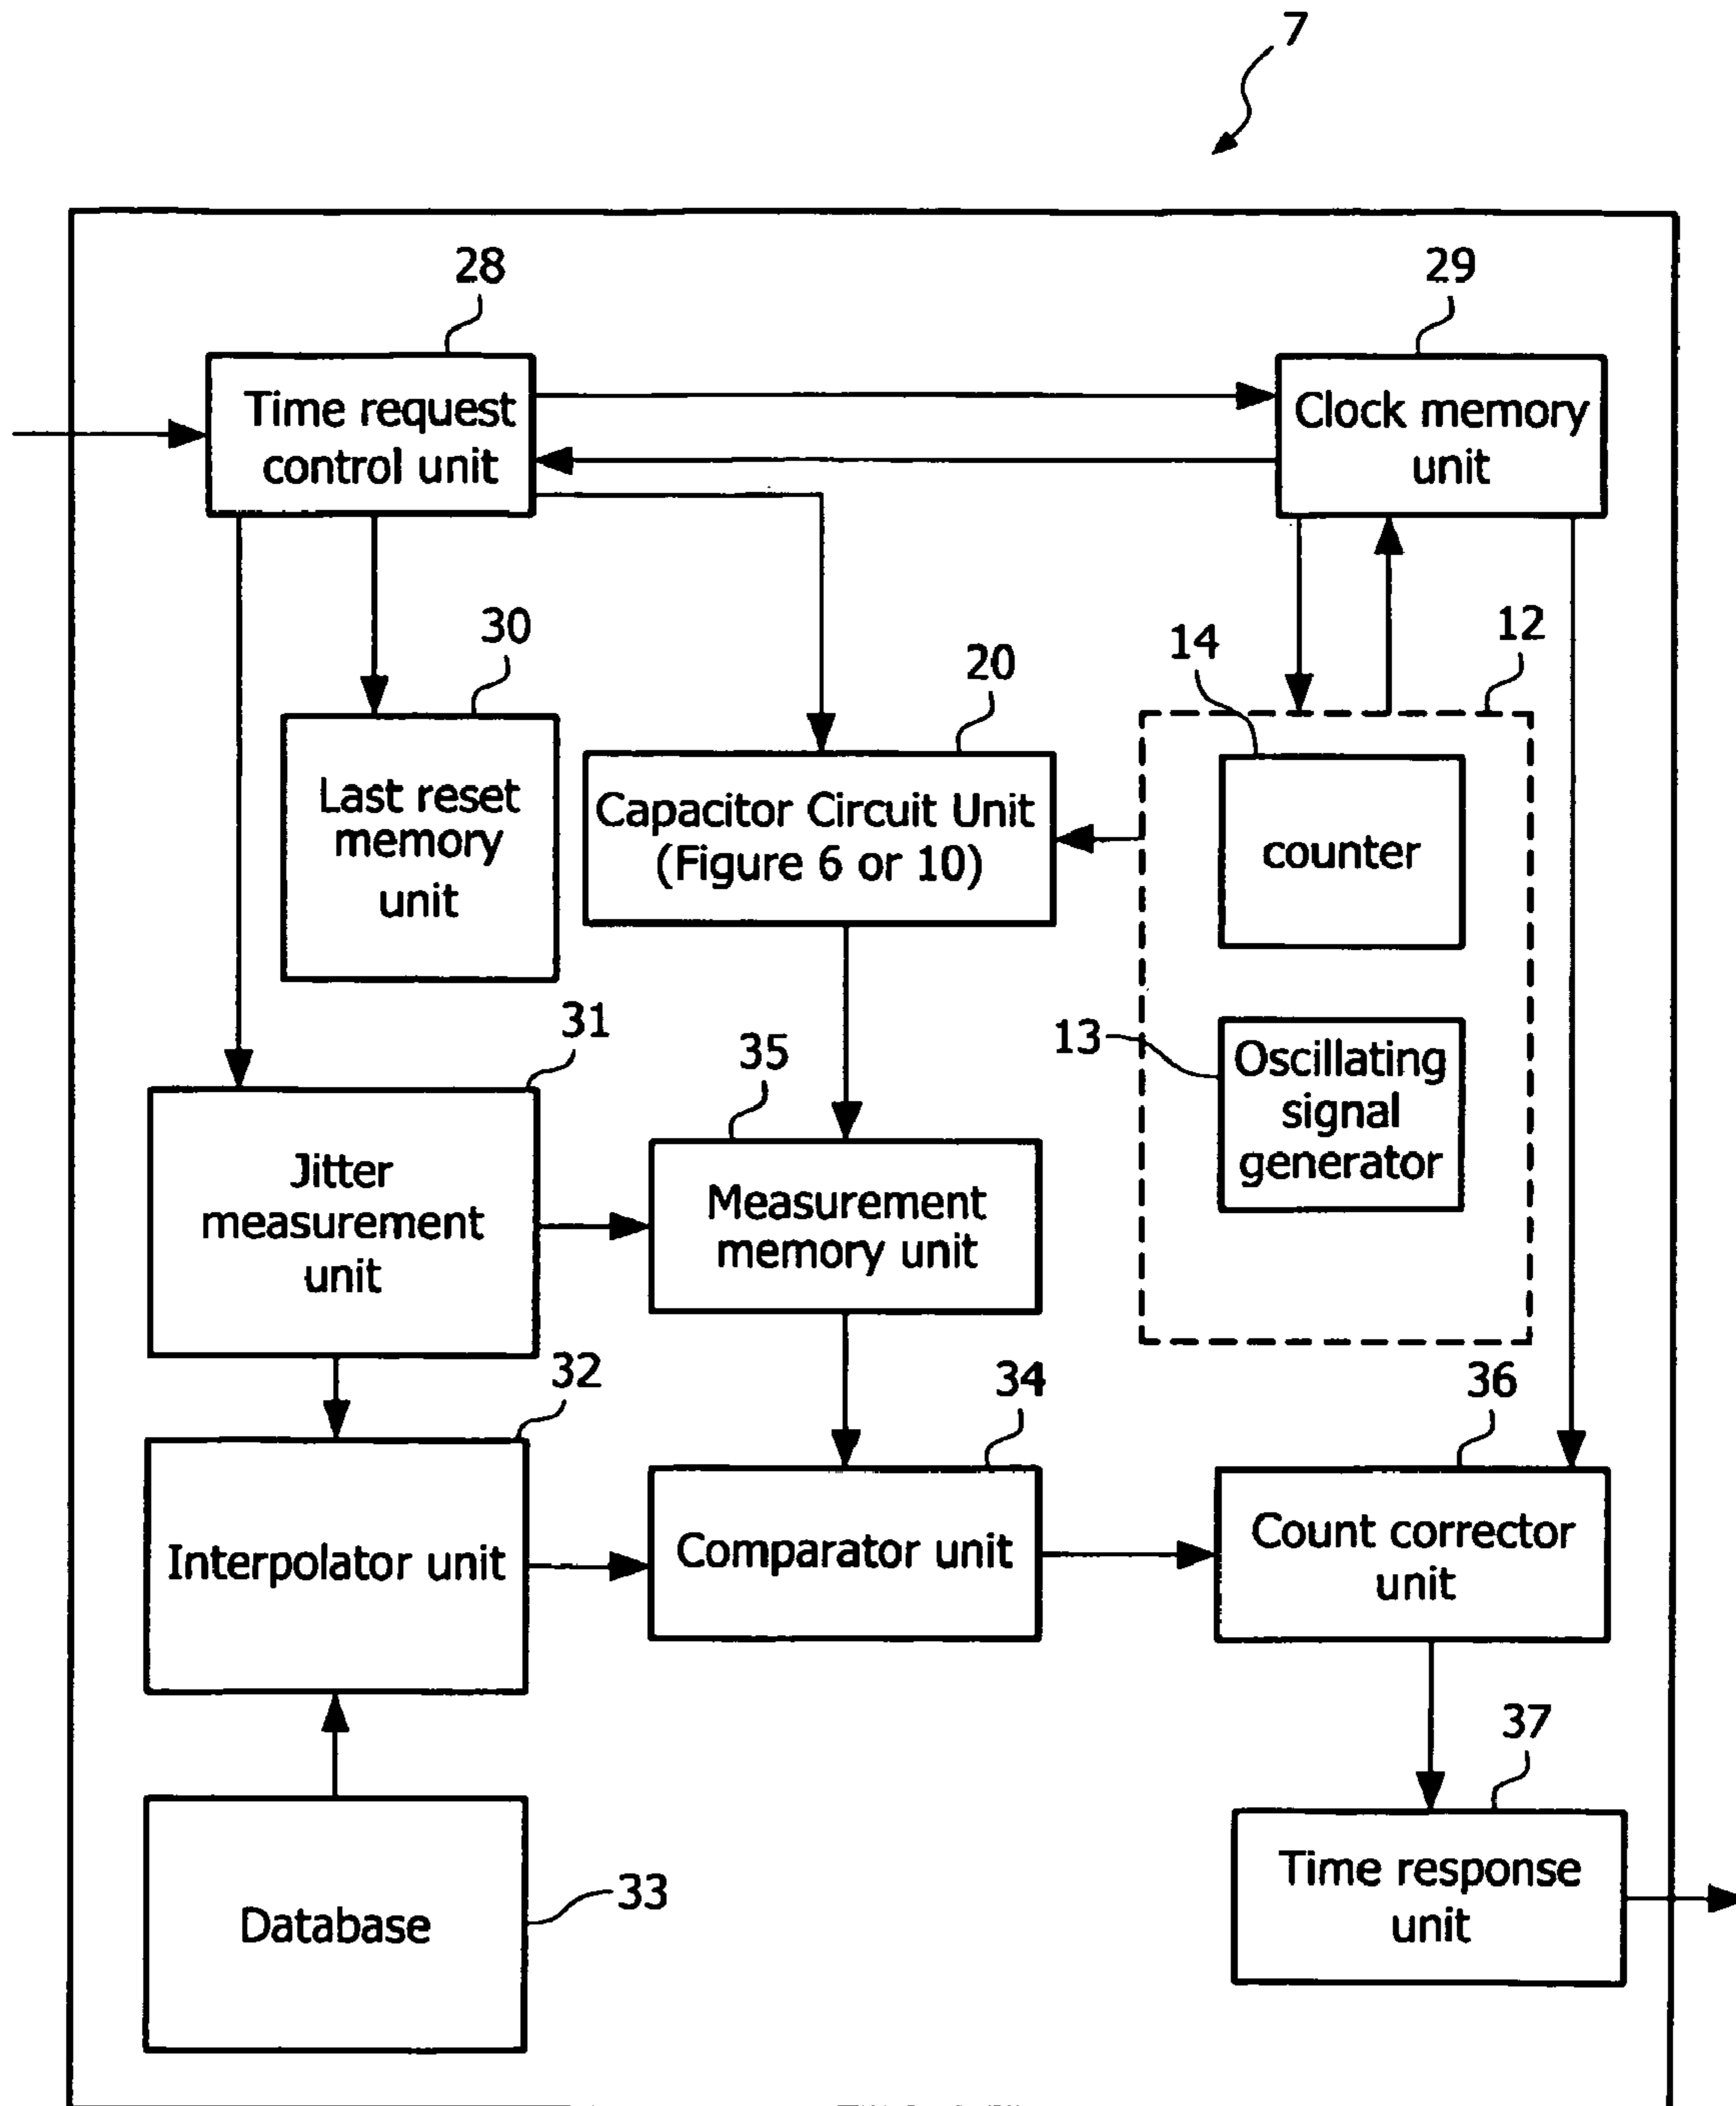 7
28
29
Time request
control unit
Clock memory
unit
30
20
14
12
Last reset
memory
unit
Capacitor Circuit Unit
(Figure 6 or 10)
counter
31
35
13
Oscillating
signal
generator
Jitter
measurement
unit
Measurement
memory unit
32
34
36
Interpolator unit
Comparator unit
Count corrector
unit
37
33
Database
Time response
unit